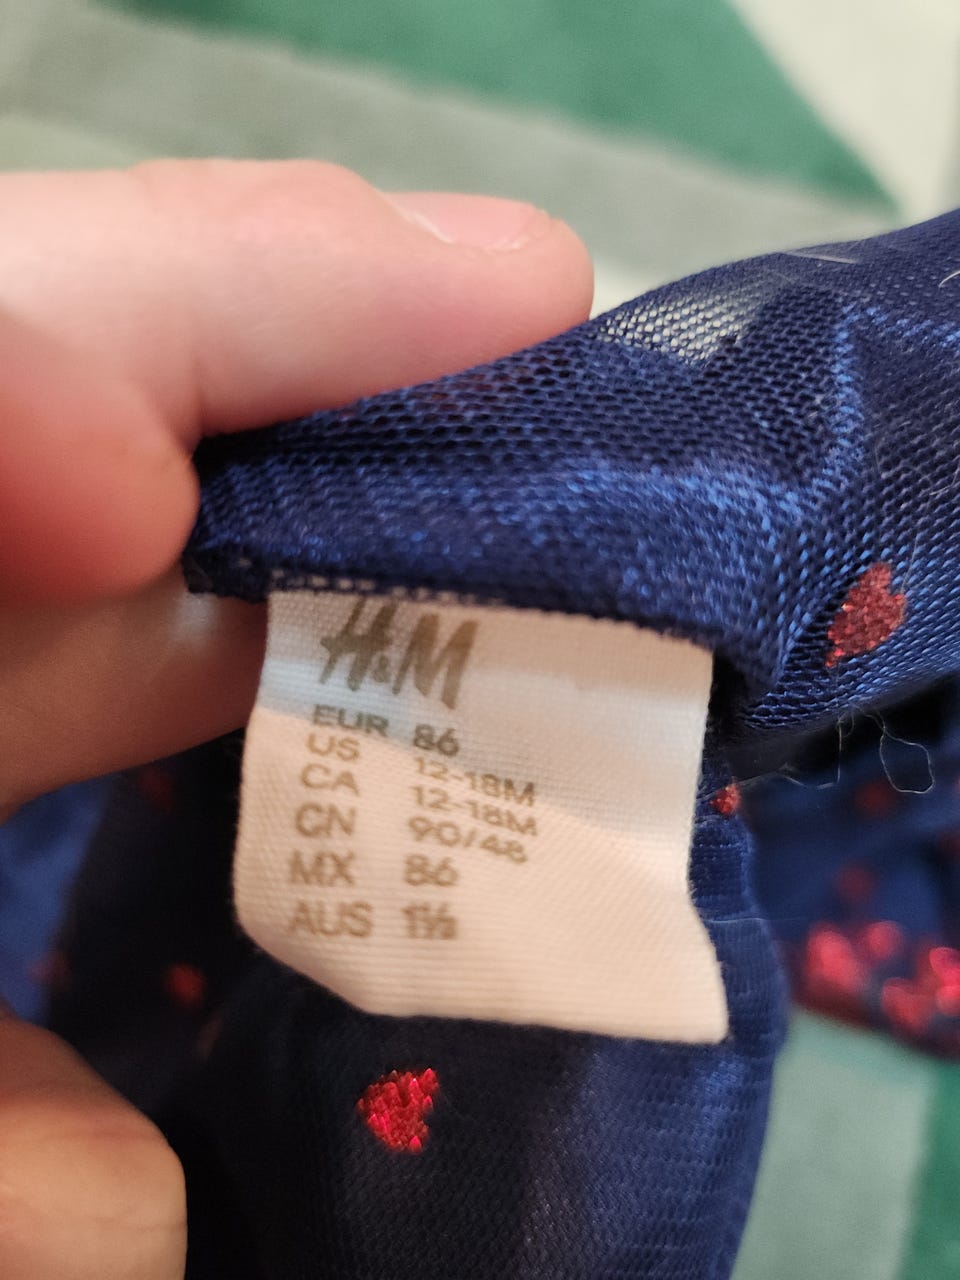 H&M
EUR 86
US 12-18M
CA 12-18M
CN 90/48
MX 86
AUS 1½